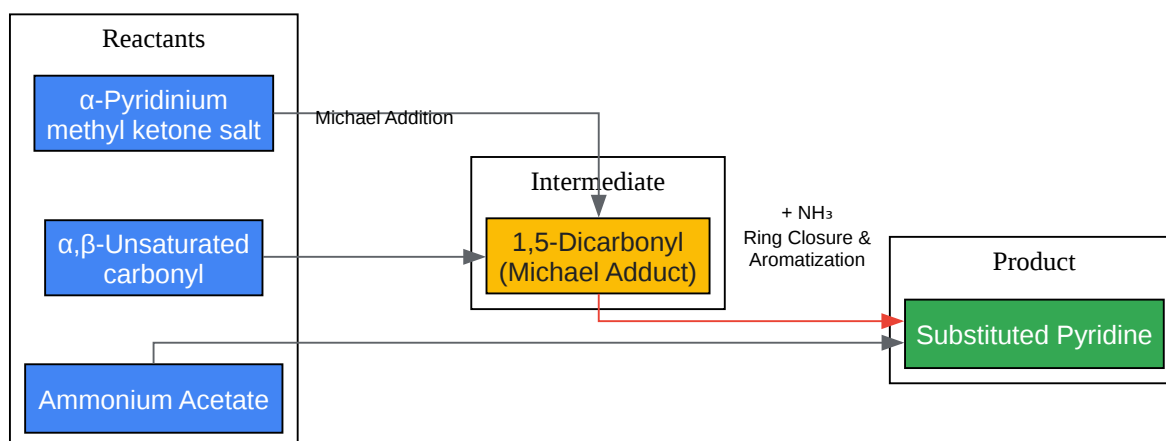 Reactants
α-Pyridinium
methyl ketone salt
Michael Addition
Intermediate
α,β-Unsaturated
carbonyl
1,5-Dicarbonyl
(Michael Adduct)
+ NH₃
Ring Closure &
Aromatization
Product
Substituted Pyridine
Ammonium Acetate